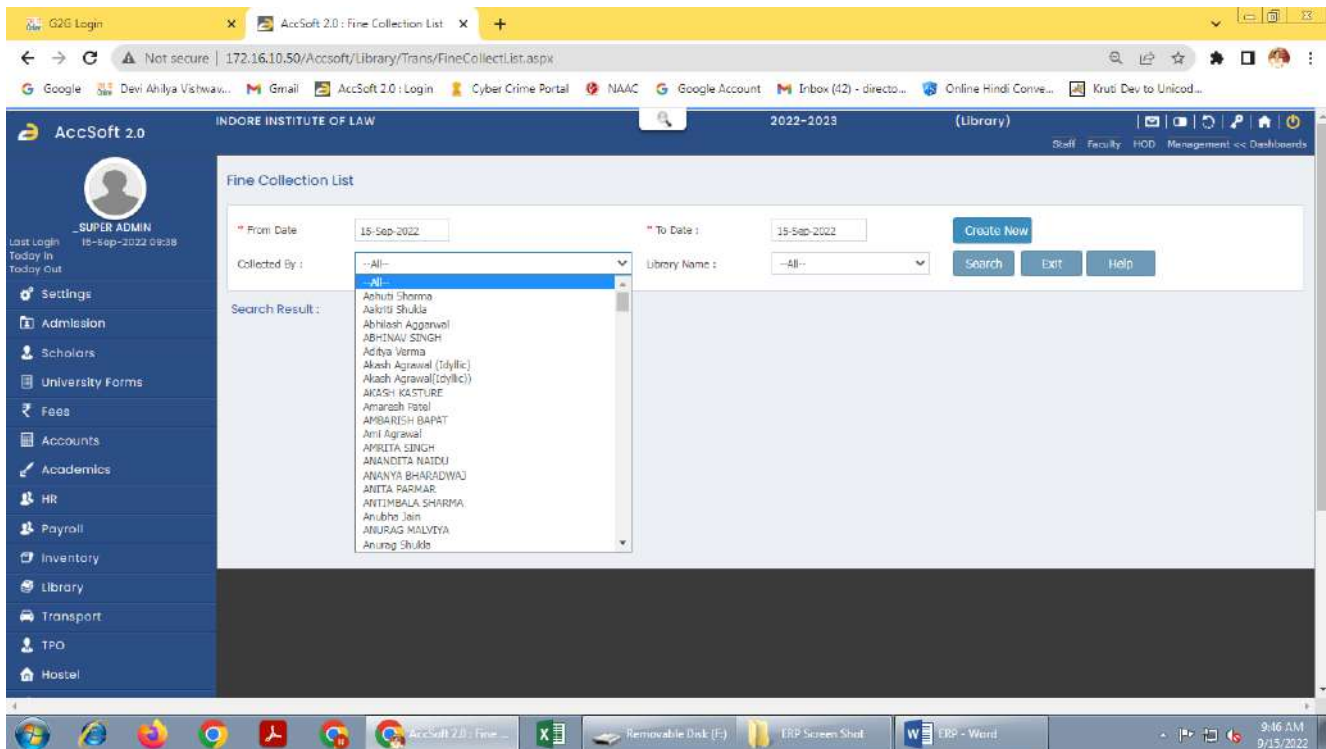 G2G Login
AccSoft 2.0 : Fine Collection List
Not secure | 172.16.10.50/Accsoft/Library/Trans/FineCollectList.aspx
Google
Devi Ahilya Vishwav...
Gmail
AccSoft 2.0 : Login
Cyber Crime Portal
NAAC
Google Account
Inbox (42) - directo...
Online Hindi Conve...
Kruti Dev to Unicod...
AccSoft 2.0
INDORE INSTITUTE OF LAW
2022-2023
(Library)
Staff Faculty HOD Management << Dashboards
_SUPER ADMIN
Last Login 15-Sep-2022 09:38
Today In
Today Out
Settings
Admission
Scholars
University Forms
₹ Fees
Accounts
Academics
HR
Payroll
Inventory
Library
Transport
TPO
Hostel
Fine Collection List
* From Date
15-Sep-2022
* To Date :
15-Sep-2022
Create Now
Collected By :
--All--
Library Name :
--All--
Search
Exit
Help
Search Result :
--All--
Aakriti Shukla
Abhilash Aggarwal
ABHINAV SINGH
Aditya Verma
Akash Agrawal (Idyllic)
Akash Agrawal(Idyllic))
AKASH KASTURE
Amaresh Patel
AMBARISH BAPAT
Ami Agrawal
AMRITA SINGH
ANANDITA NAIDU
ANANYA BHARADWAJ
ANITA PARMAR
ANTIMBALA SHARMA
Anubha Jain
ANURAG MALVIYA
Anurag Shukla
AccSoft 2.0 : Fine ...
Removable Disk (F:)
ERP Screen Shot
ERP - Word
9:46 AM
9/15/2022